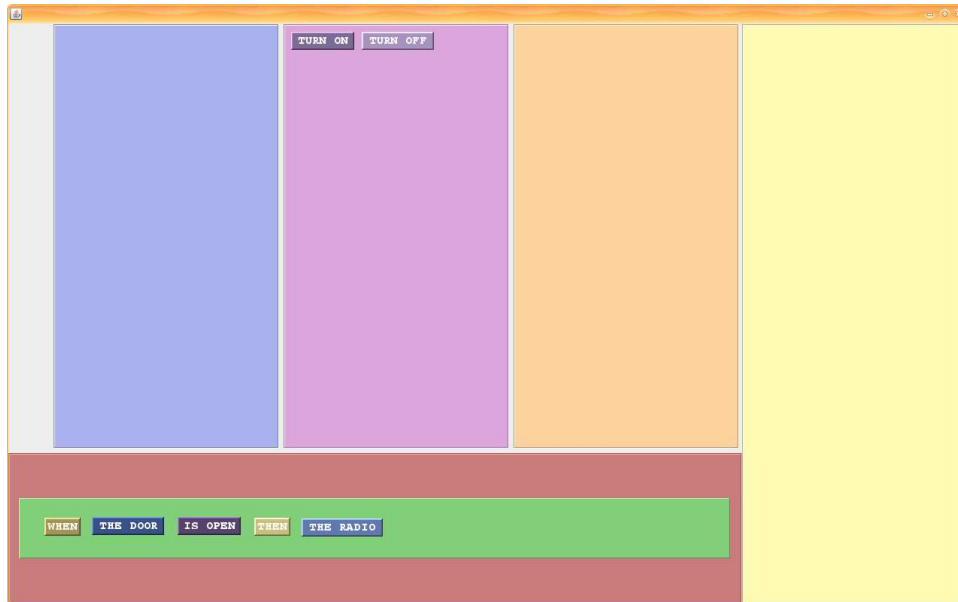 TURN ON TURN OFF
WHEN THE DOOR IS OPEN THEN THE RADIO